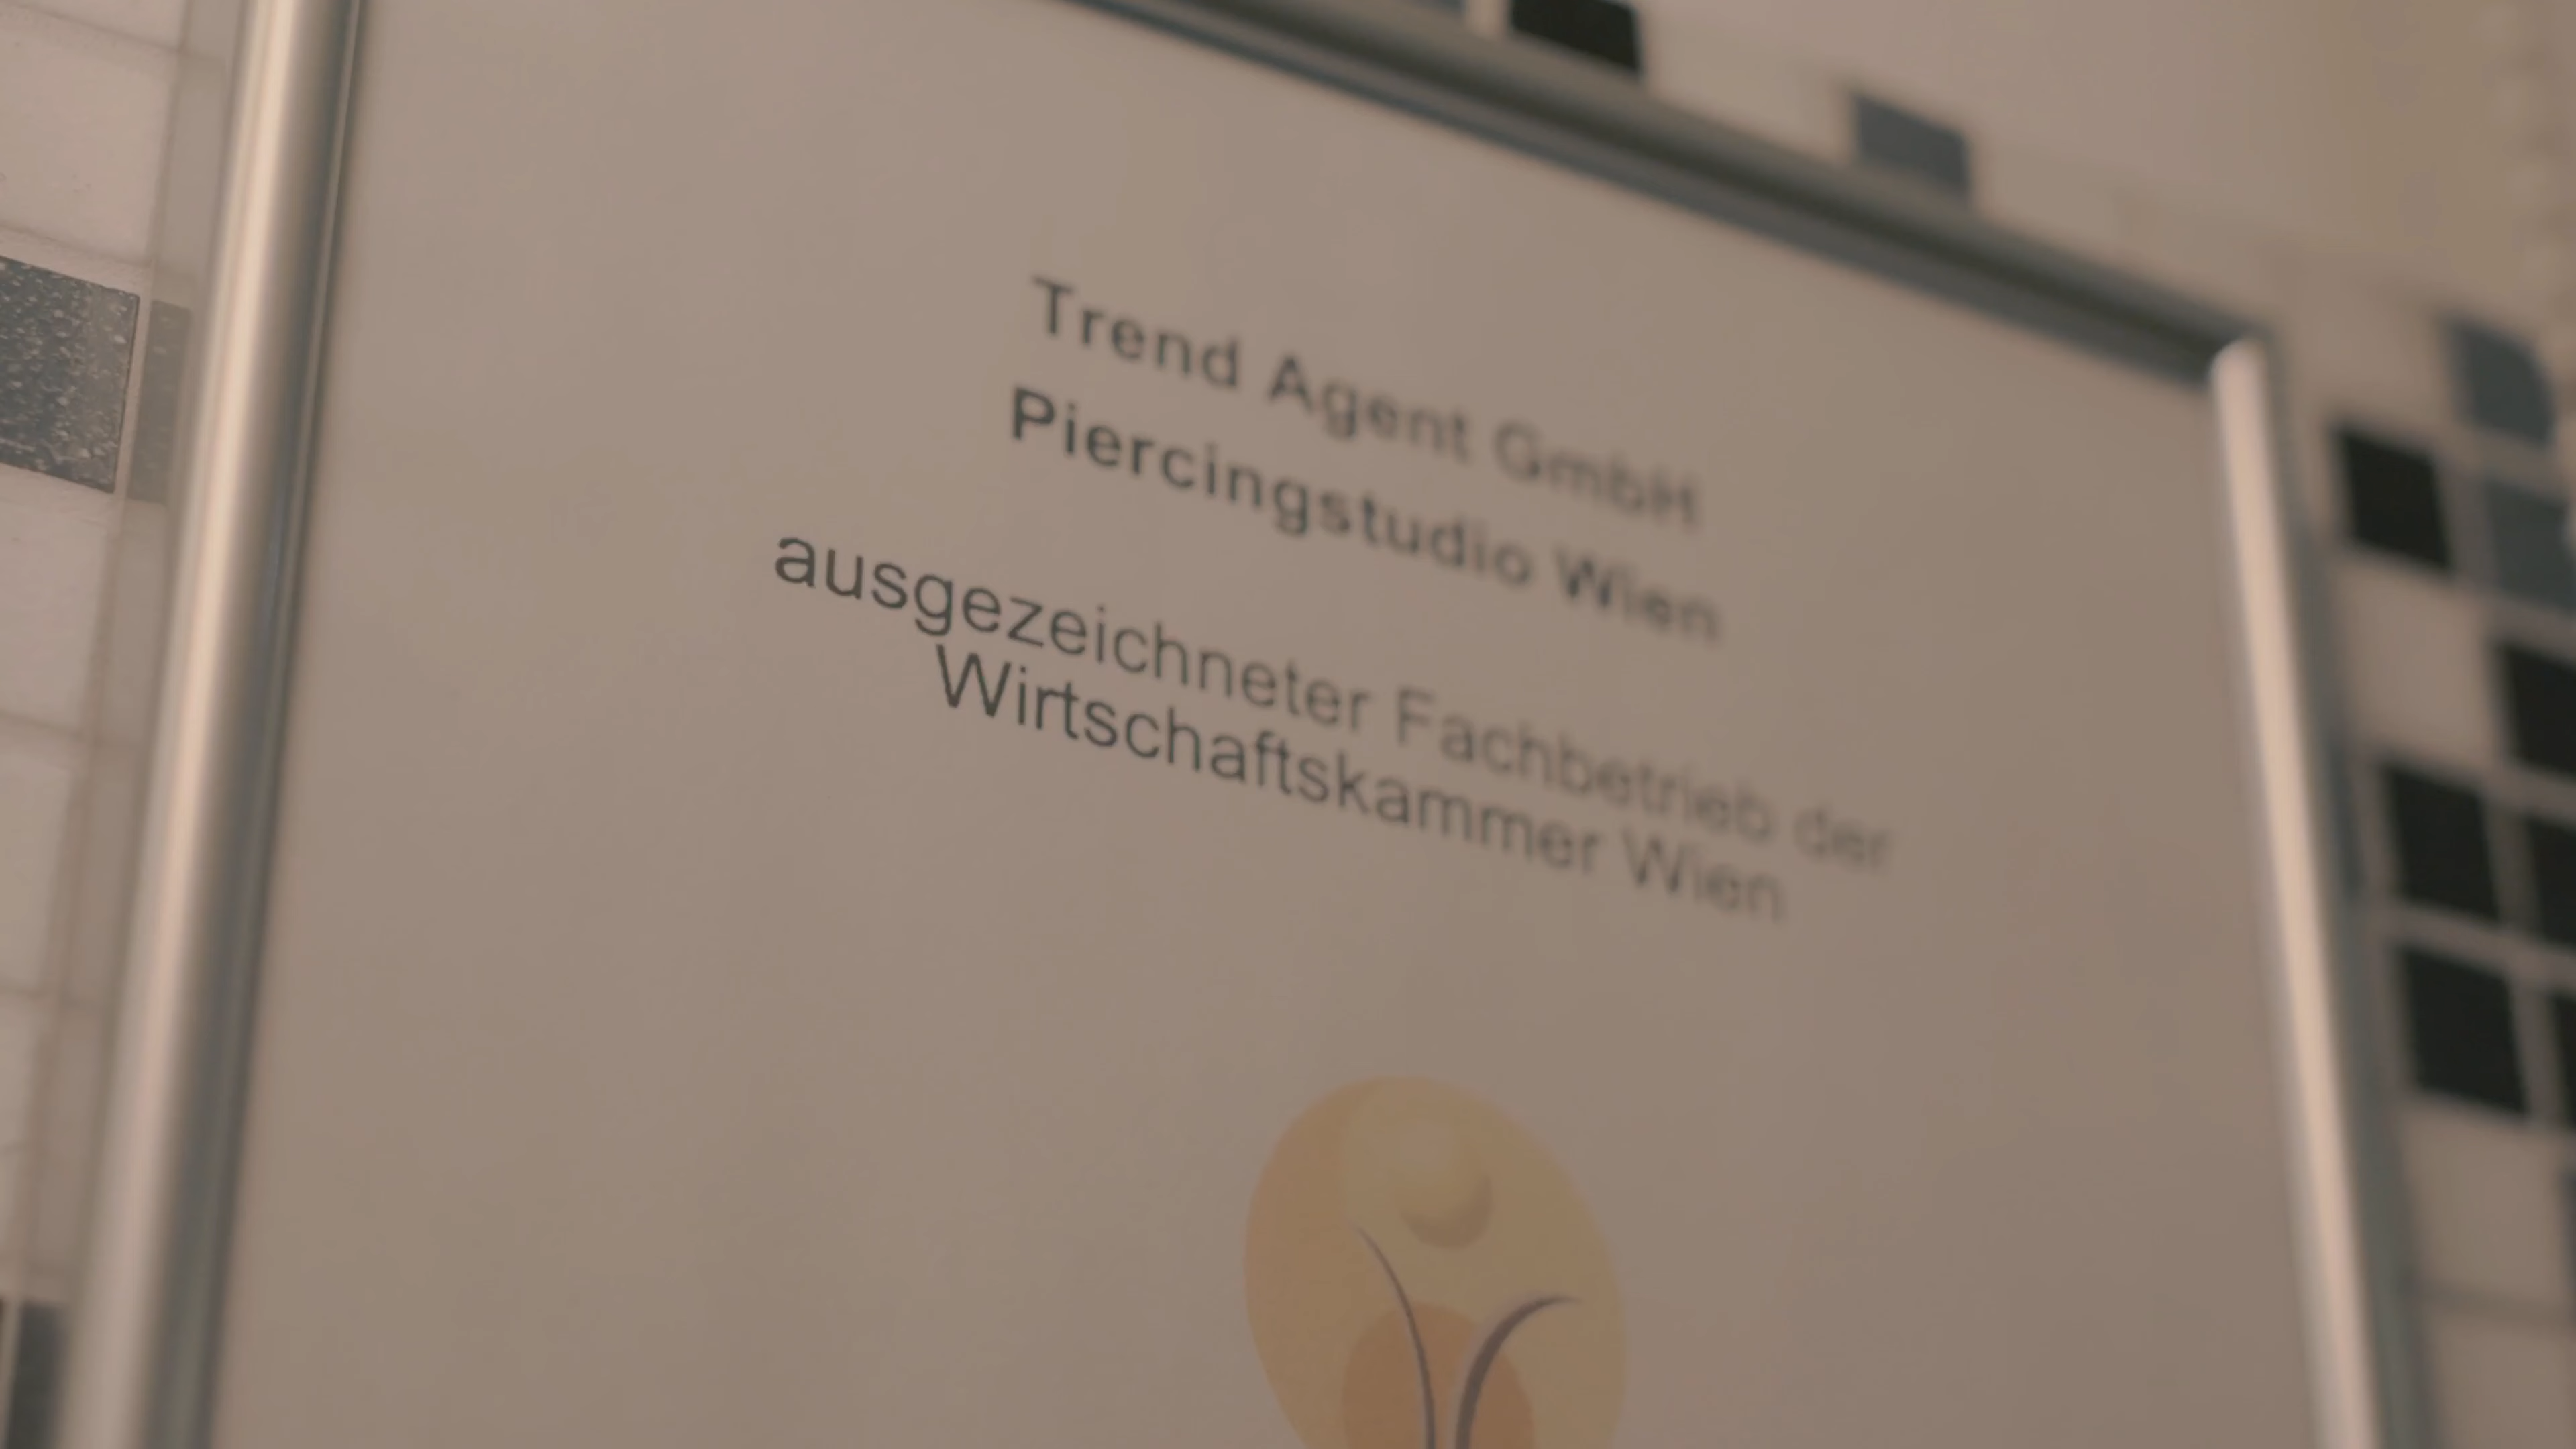 Trend Agent GmbH
Piercingstudio Wien
ausgezeichneter Fachbetrieb der
Wirtschaftskammer Wien